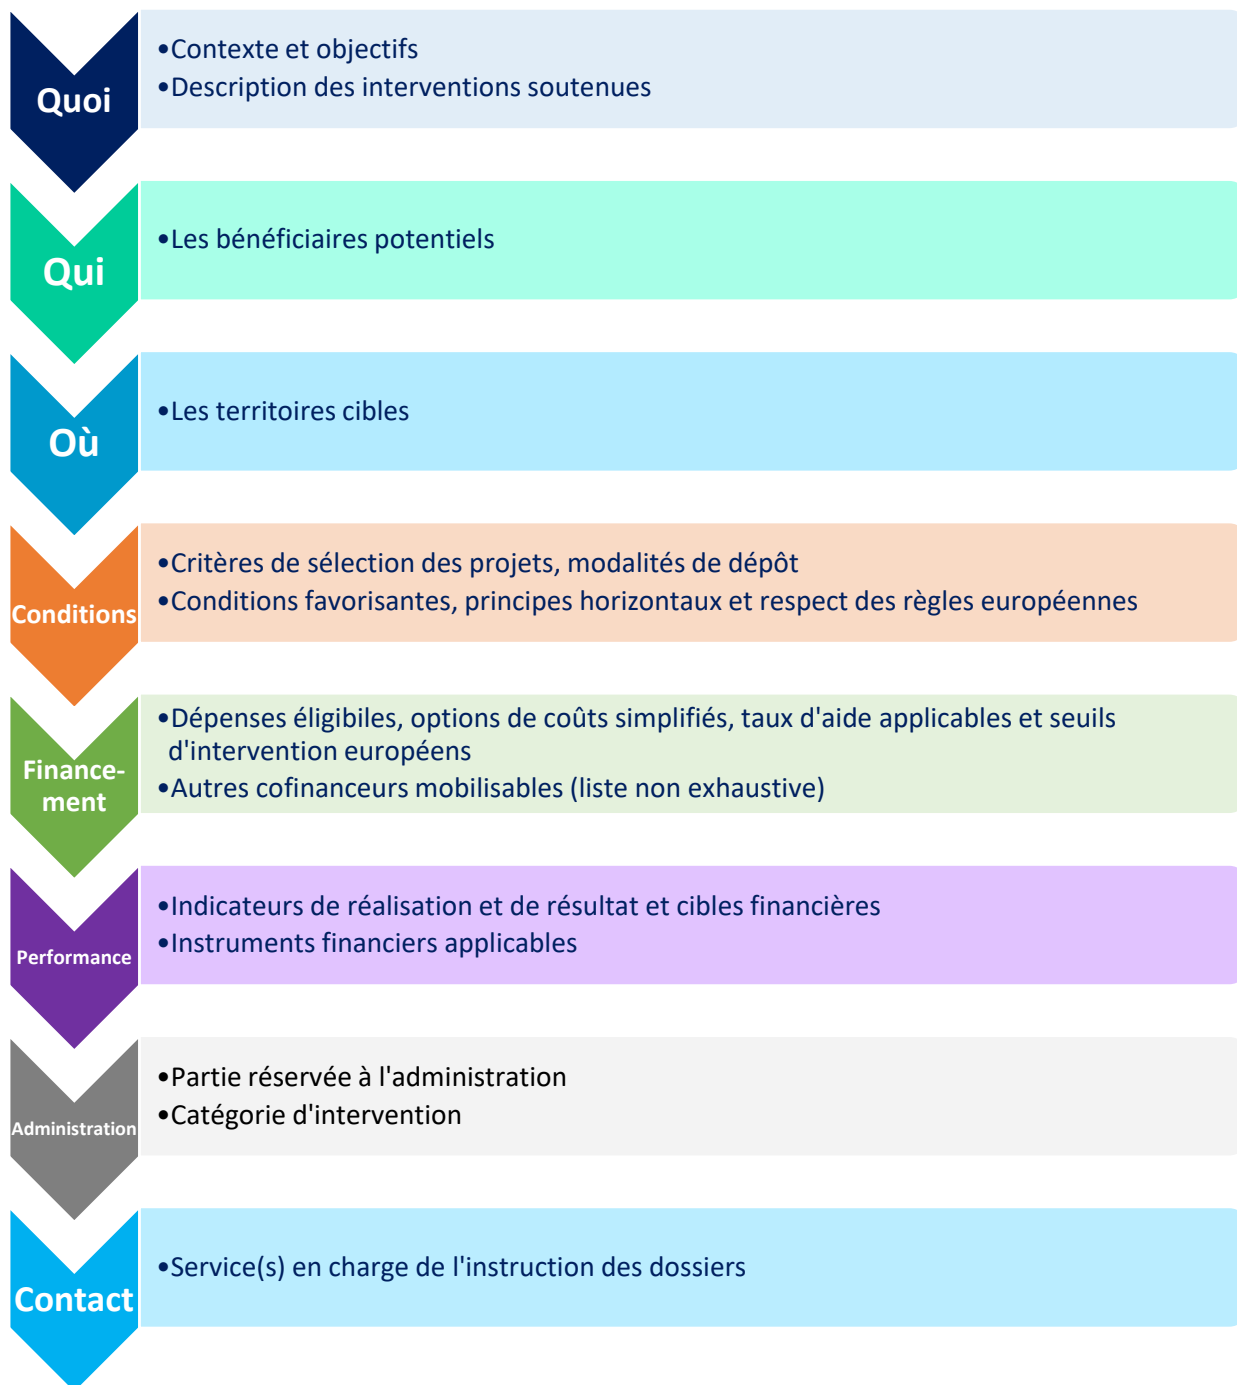 Quoi
•Contexte et objectifs
•Description des interventions soutenues
Qui
•Les bénéficiaires potentiels
Où
•Les territoires cibles
Conditions
•Critères de sélection des projets, modalités de dépôt
•Conditions favorisantes, principes horizontaux et respect des règles européennes
Finance-
ment
•Dépenses éligibiles, options de coûts simplifiés, taux d'aide applicables et seuils
d'intervention européens
•Autres cofinanceurs mobilisables (liste non exhaustive)
Performance
•Indicateurs de réalisation et de résultat et cibles financières
•Instruments financiers applicables
Administration
•Partie réservée à l'administration
•Catégorie d'intervention
Contact
•Service(s) en charge de l'instruction des dossiers